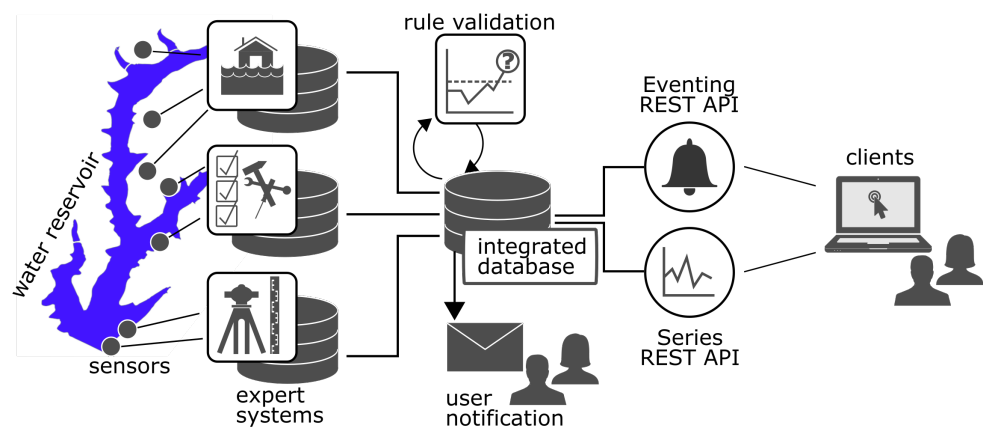 rule validation
Eventing
REST API
clients
water reservoir
integrated
database
Series
REST API
sensors
expert
systems
user
notification
?